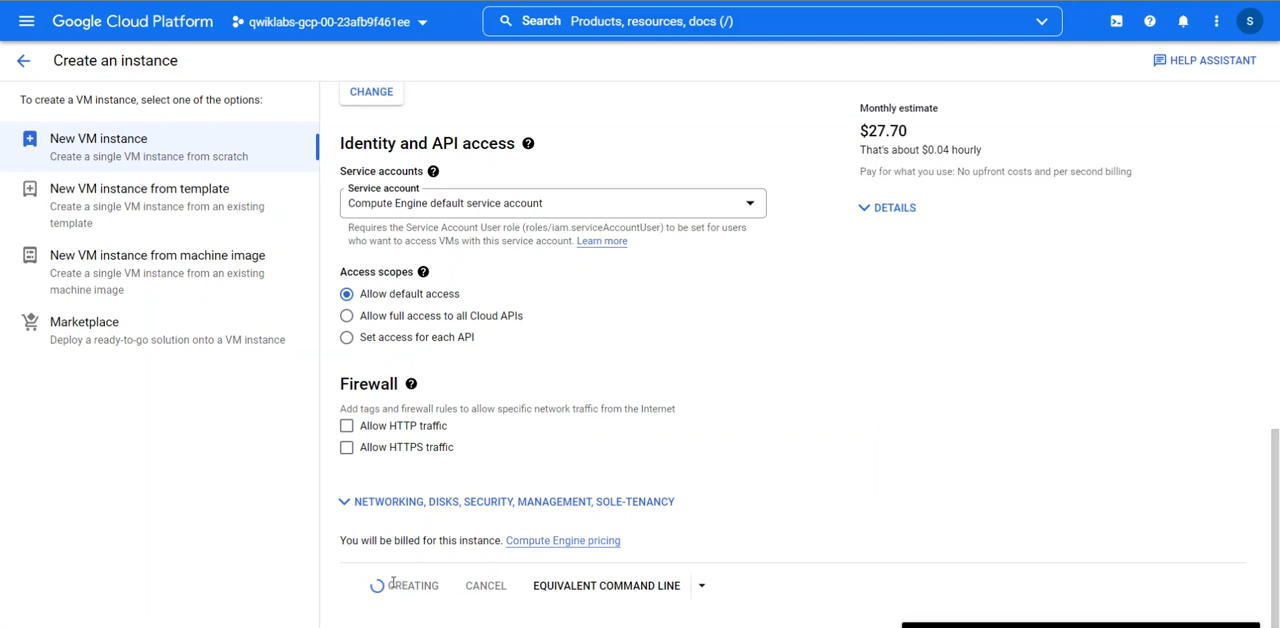 Google Cloud Platform
qwiklabs-gcp-00-23afb9f461ee
Search Products, resources, docs (/)
S
Create an instance
HELP ASSISTANT
To create a VM instance, select one of the options:
New VM instance
Create a single VM instance from scratch
New VM instance from template
Create a single VM instance from an existing
template
New VM instance from machine image
Create a single VM instance from an existing
machine image
Marketplace
Deploy a ready-to-go solution onto a VM instance
CHANGE
Identity and API access
Service accounts
Service account
Compute Engine default service account
Requires the Service Account User role (roles/iam.serviceAccountUser) to be set for users
who want to access VMs with this service account. Learn more
Access scopes
Allow default access
Allow full access to all Cloud APIs
Set access for each API
Firewall
Add tags and firewall rules to allow specific network traffic from the Internet
Allow HTTP traffic
Allow HTTPS traffic
NETWORKING, DISKS, SECURITY, MANAGEMENT, SOLE-TENANCY
You will be billed for this instance. Compute Engine pricing
CREATING
CANCEL
EQUIVALENT COMMAND LINE
Monthly estimate
$27.70
That's about $0.04 hourly
Pay for what you use: No upfront costs and per second billing
DETAILS